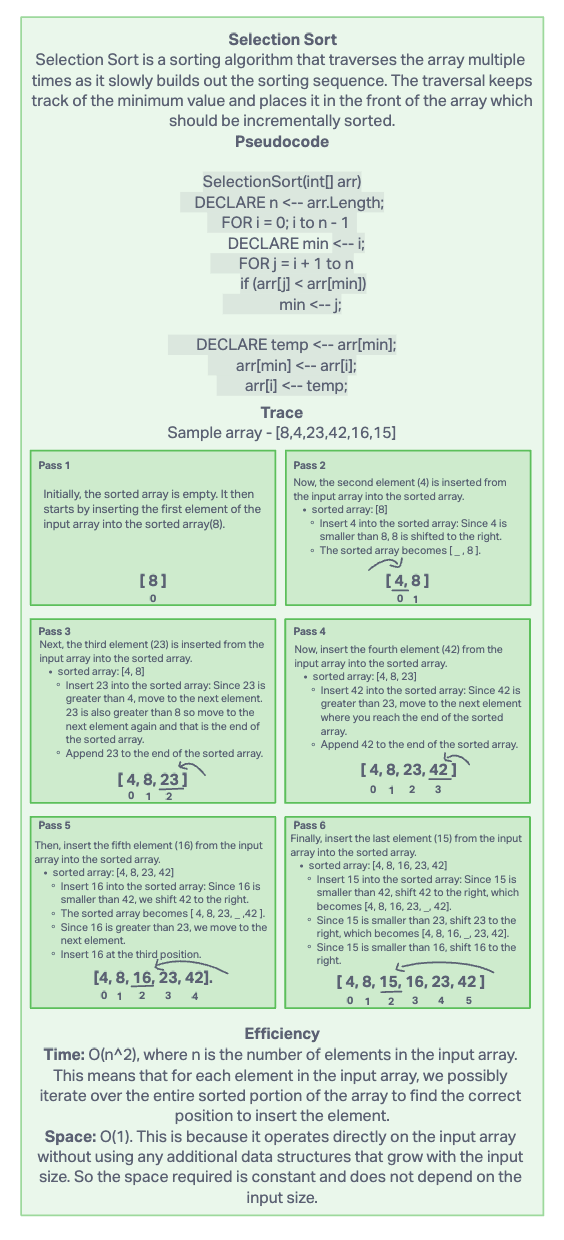 Selection Sort
Selection Sort is a sorting algorithm that traverses the array multiple
times as it slowly builds out the sorting sequence. The traversal keeps
track of the minimum value and places it in the front of the array which
should be incrementally sorted.
Pseudocode
SelectionSort(int[] arr)
DECLARE n <-- arr.Length;
FOR i = 0; i to n - 1
DECLARE min <-- i;
FOR j = i + 1 to n
if (arr[j] < arr[min])
min <-- j;
DECLARE temp <-- arr[min];
arr[min] <-- arr[i];
arr[i] <-- temp;
Trace
Sample array - [8,4,23,42,16,15]
Pass 1
Initially, the sorted array is empty. It then
starts by inserting the first element of the
input array into the sorted array(8).
[ 8 ]
0
Pass 2
Now, the second element (4) is inserted from
the input array into the sorted array.
• sorted array: [8]
◦ Insert 4 into the sorted array: Since 4 is
smaller than 8, 8 is shifted to the right.
◦ The sorted array becomes [ _ , 8 ].
[ 4, 8 ]
0 1
Pass 3
Next, the third element (23) is inserted from the
input array into the sorted array.
• sorted array: [4, 8]
◦ Insert 23 into the sorted array: Since 23 is
greater than 4, move to the next element.
23 is also greater than 8 so move to the
next element again and that is the end of
the sorted array.
◦ Append 23 to the end of the sorted array.
[ 4, 8, 23 ]
0 1 2
Pass 4
Now, insert the fourth element (42) from the
input array into the sorted array.
• sorted array: [4, 8, 23]
◦ Insert 42 into the sorted array: Since 42 is
greater than 23, move to the next element
where you reach the end of the sorted
array.
◦ Append 42 to the end of the sorted array.
[ 4, 8, 23, 42 ]
0 1 2 3
Pass 5
Then, insert the fifth element (16) from the input
array into the sorted array.
• sorted array: [4, 8, 23, 42]
◦ Insert 16 into the sorted array: Since 16 is
smaller than 42, we shift 42 to the right.
◦ The sorted array becomes [ 4, 8, 23, _ ,42 ].
◦ Since 16 is greater than 23, we move to the
next element.
◦ Insert 16 at the third position.
[4, 8, 16, 23, 42].
0 1 2 3 4
Pass 6
Finally, insert the last element (15) from the input
array into the sorted array.
• sorted array: [4, 8, 16, 23, 42]
◦ Insert 15 into the sorted array: Since 15 is
smaller than 42, shift 42 to the right, which
becomes [4, 8, 16, 23, _, 42].
◦ Since 15 is smaller than 23, shift 23 to the
right, which becomes [4, 8, 16, _, 23, 42].
◦ Since 15 is smaller than 16, shift 16 to the
right.
[ 4, 8, 15, 16, 23, 42 ]
0 1 2 3 4 5
Efficiency
Time: O(n^2), where n is the number of elements in the input array.
This means that for each element in the input array, we possibly
iterate over the entire sorted portion of the array to find the correct
position to insert the element.
Space: O(1). This is because it operates directly on the input array
without using any additional data structures that grow with the input
size. So the space required is constant and does not depend on the
input size.